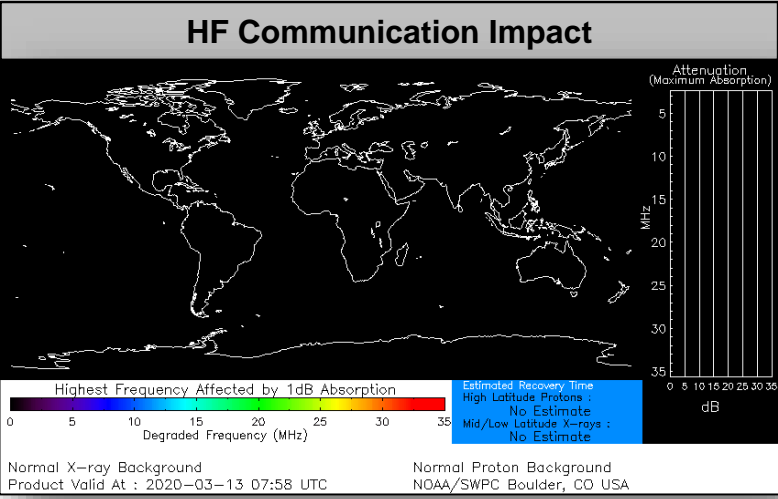 HF Communication Impact
Attenuation
(Maximum Absorption)
5
10
15
20
25
30
35
MHz
0 5 10 15 20 25 30 35
dB
Highest Frequency Affected by 1dB Absorption
0 5 10 15 20 25 30 35
Degraded Frequency (MHz)
Estimated Recovery Time
High Latitude Protons :
No Estimate
Mid/Low Latitude X-rays :
No Estimate
Normal X-ray Background
Normal Proton Background
Product Valid At : 2020-03-13 07:58 UTC
NOAA/SWPC Boulder, CO USA